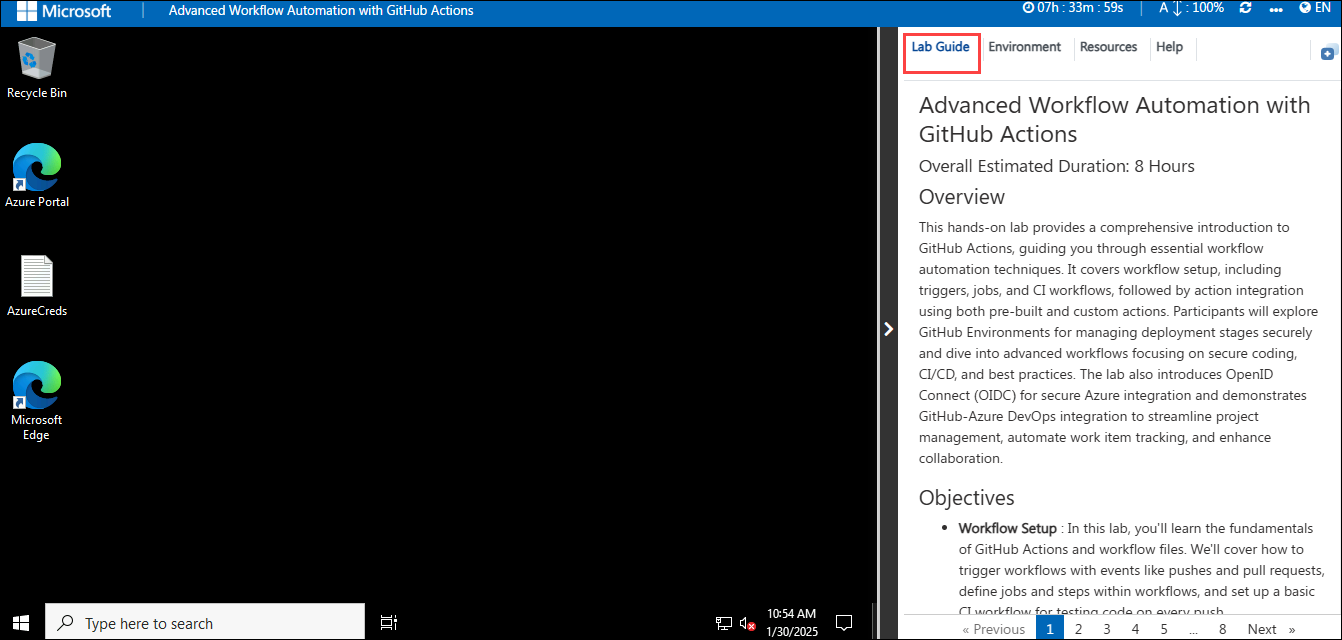 Microsoft
Advanced Workflow Automation with GitHub Actions
07h : 33m : 59s
A : 100%
EN
Recycle Bin
Azure Portal
AzureCreds
Microsoft
Edge
Type here to search
10:54 AM
1/30/2025
Lab Guide
Environment
Resources
Help
Advanced Workflow Automation with
GitHub Actions
Overall Estimated Duration: 8 Hours
Overview
This hands-on lab provides a comprehensive introduction to
GitHub Actions, guiding you through essential workflow
automation techniques. It covers workflow setup, including
triggers, jobs, and CI workflows, followed by action integration
using both pre-built and custom actions. Participants will explore
GitHub Environments for managing deployment stages securely
and dive into advanced workflows focusing on secure coding,
CI/CD, and best practices. The lab also introduces OpenID
Connect (OIDC) for secure Azure integration and demonstrates
GitHub-Azure DevOps integration to streamline project
management, automate work item tracking, and enhance
collaboration.
Objectives
• Workflow Setup : In this lab, you'll learn the fundamentals
of GitHub Actions and workflow files. We'll cover how to
trigger workflows with events like pushes and pull requests,
define jobs and steps within workflows, and set up a basic
CI workflow for testing code on every push.
« Previous 1 2 3 4 5 ... 8 Next »